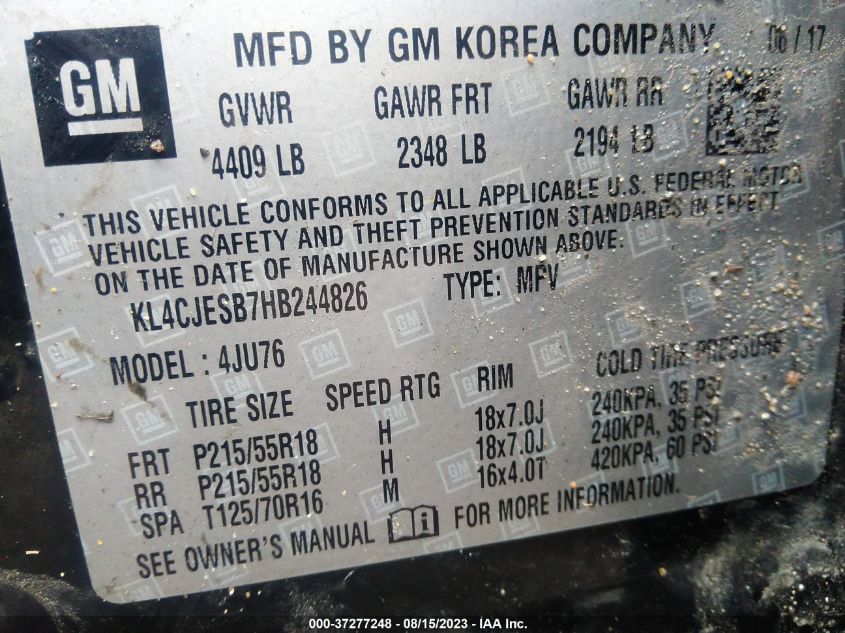 GM
MFD BY GM KOREA COMPANY 06/17
GVWR GAWR FRT GAWR RR
4409 LB 2348 LB 2194 LB
THIS VEHICLE CONFORMS TO ALL APPLICABLE U.S. FEDERAL MOTOR
VEHICLE SAFETY AND THEFT PREVENTION STANDARDS IN EFFECT
ON THE DATE OF MANUFACTURE SHOWN ABOVE.
KL4CJESB7HB244826 TYPE: MPV
MODEL: 4JU76
TIRE SIZE SPEED RTG RIM COLD TIRE PRESSURE
FRT P215/55R18 H 18x7.0J 240KPA, 35 PSI
RR P215/55R18 H 18x7.0J 240KPA, 35 PSI
SPA T125/70R16 M 16x4.0T 420KPA, 60 PSI
SEE OWNER'S MANUAL FOR MORE INFORMATION.
000-37277248 - 08/15/2023 - IAA Inc.